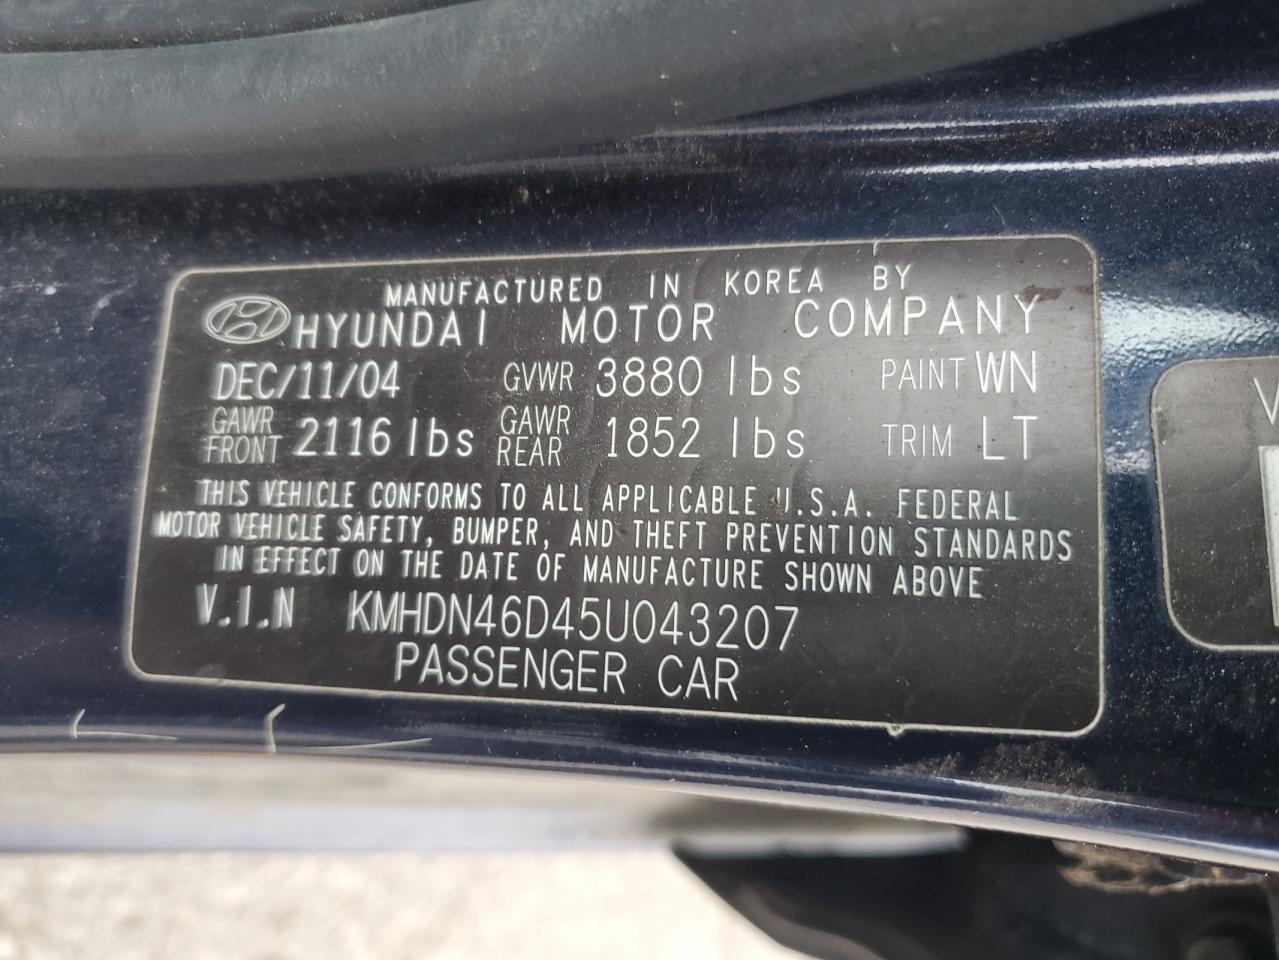 MANUFACTURED IN KOREA BY
HYUNDAI MOTOR COMPANY
DEC/11/04 GVWR 3880 lbs PAINT WN
GAWR FRONT 2116 lbs GAWR REAR 1852 lbs TRIM LT
THIS VEHICLE CONFORMS TO ALL APPLICABLE U.S.A. FEDERAL
MOTOR VEHICLE SAFETY, BUMPER, AND THEFT PREVENTION STANDARDS
IN EFFECT ON THE DATE OF MANUFACTURE SHOWN ABOVE
V.I.N KMHDN46D45U043207
PASSENGER CAR
V